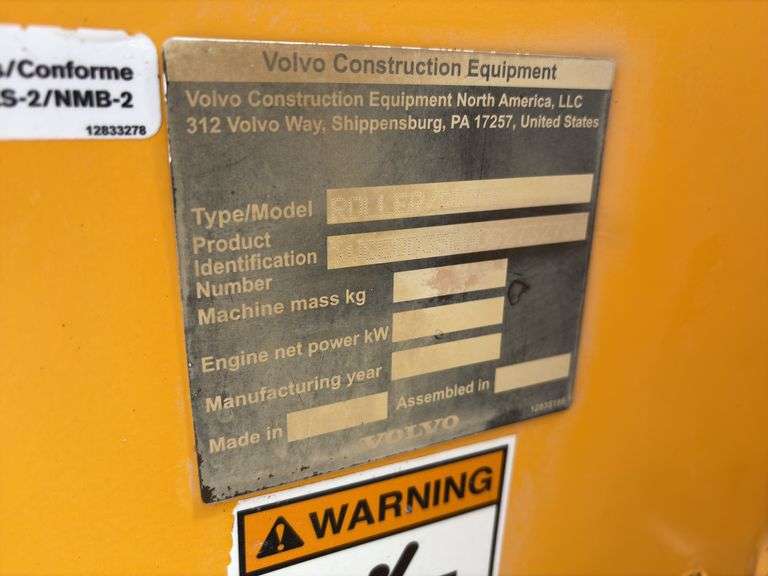 /Conforme
S-2/NMB-2
12833278
Volvo Construction Equipment
Volvo Construction Equipment North America, LLC
312 Volvo Way, Shippensburg, PA 17257, United States
Type/Model ROLLER
Product
Identification
Number
Machine mass kg
Engine net power kW
Manufacturing year
Made in
Assembled in
VOLVO
WARNING